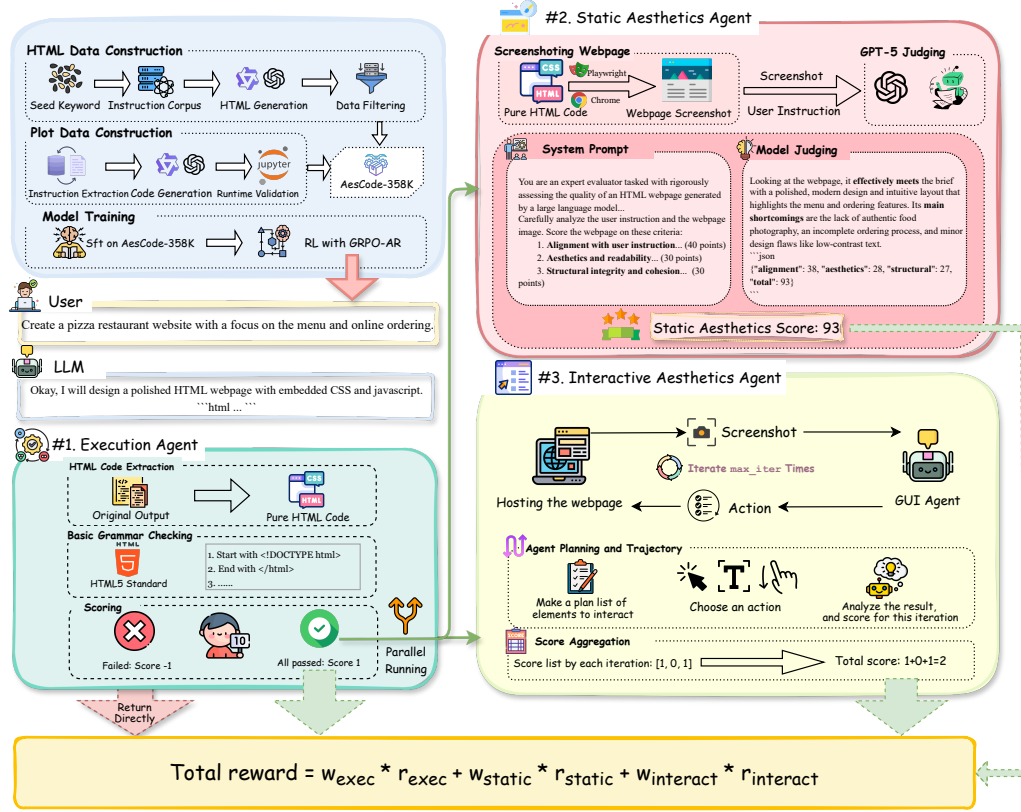 HTML Data Construction
Seed Keyword
Instruction Corpus
HTML Generation
Data Filtering
Plot Data Construction
Instruction Extraction
Code Generation
jupyter
Runtime Validation
AesCode-358K
Model Training
Sft on AesCode-358K
RL with GRPO-AR
User
Create a pizza restaurant website with a focus on the menu and online ordering.
LLM
Okay, I will design a polished HTML webpage with embedded CSS and javascript.
```html ... ```
#1. Execution Agent
HTML Code Extraction
Original Output
CSS
HTML
Pure HTML Code
Basic Grammar Checking
HTML
5
HTML5 Standard
1. Start with <!DOCTYPE html>
2. End with </html>
3. ......
Scoring
Failed: Score -1
10
All passed: Score 1
Parallel
Running
Return
Directly
#2. Static Aesthetics Agent
Screenshoting Webpage
CSS
HTML
Pure HTML Code
Playwright
Chrome
Webpage Screenshot
Screenshot
User Instruction
GPT-5 Judging
System Prompt
You are an expert evaluator tasked with rigorously
assessing the quality of an HTML webpage generated
by a large language model...
Carefully analyze the user instruction and the webpage
image. Score the webpage on these criteria:
1. Alignment with user instruction... (40 points)
2. Aesthetics and readability... (30 points)
3. Structural integrity and cohesion... (30
points)
Model Judging
Looking at the webpage, it effectively meets the brief
with a polished, modern design and intuitive layout that
highlights the menu and ordering features. Its main
shortcomings are the lack of authentic food
photography, an incomplete ordering process, and minor
design flaws like low-contrast text.
```json
{"alignment": 38, "aesthetics": 28, "structural": 27,
"total": 93}
```
Static Aesthetics Score: 93
#3. Interactive Aesthetics Agent
Hosting the webpage
Screenshot
Iterate max_iter Times
Action
GUI Agent
Agent Planning and Trajectory
Make a plan list of
elements to interact
T
Choose an action
Analyze the result,
and score for this iteration
SCORE
Score Aggregation
Score list by each iteration: [1, 0, 1]
Total score: 1+0+1=2
Total reward = w_exec * r_exec + w_static * r_static + w_interact * r_interact